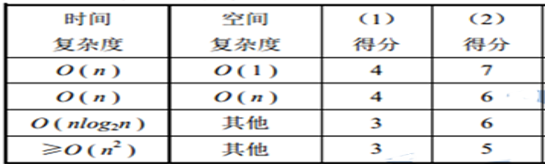 时间 空间 （1） （2）
复杂度 复杂度 得分 得分
O(n) O(1) 4 7
O(n) O(n) 4 6
O(nlog₂n) 其他 3 6
≥O(n²) 其他 3 5